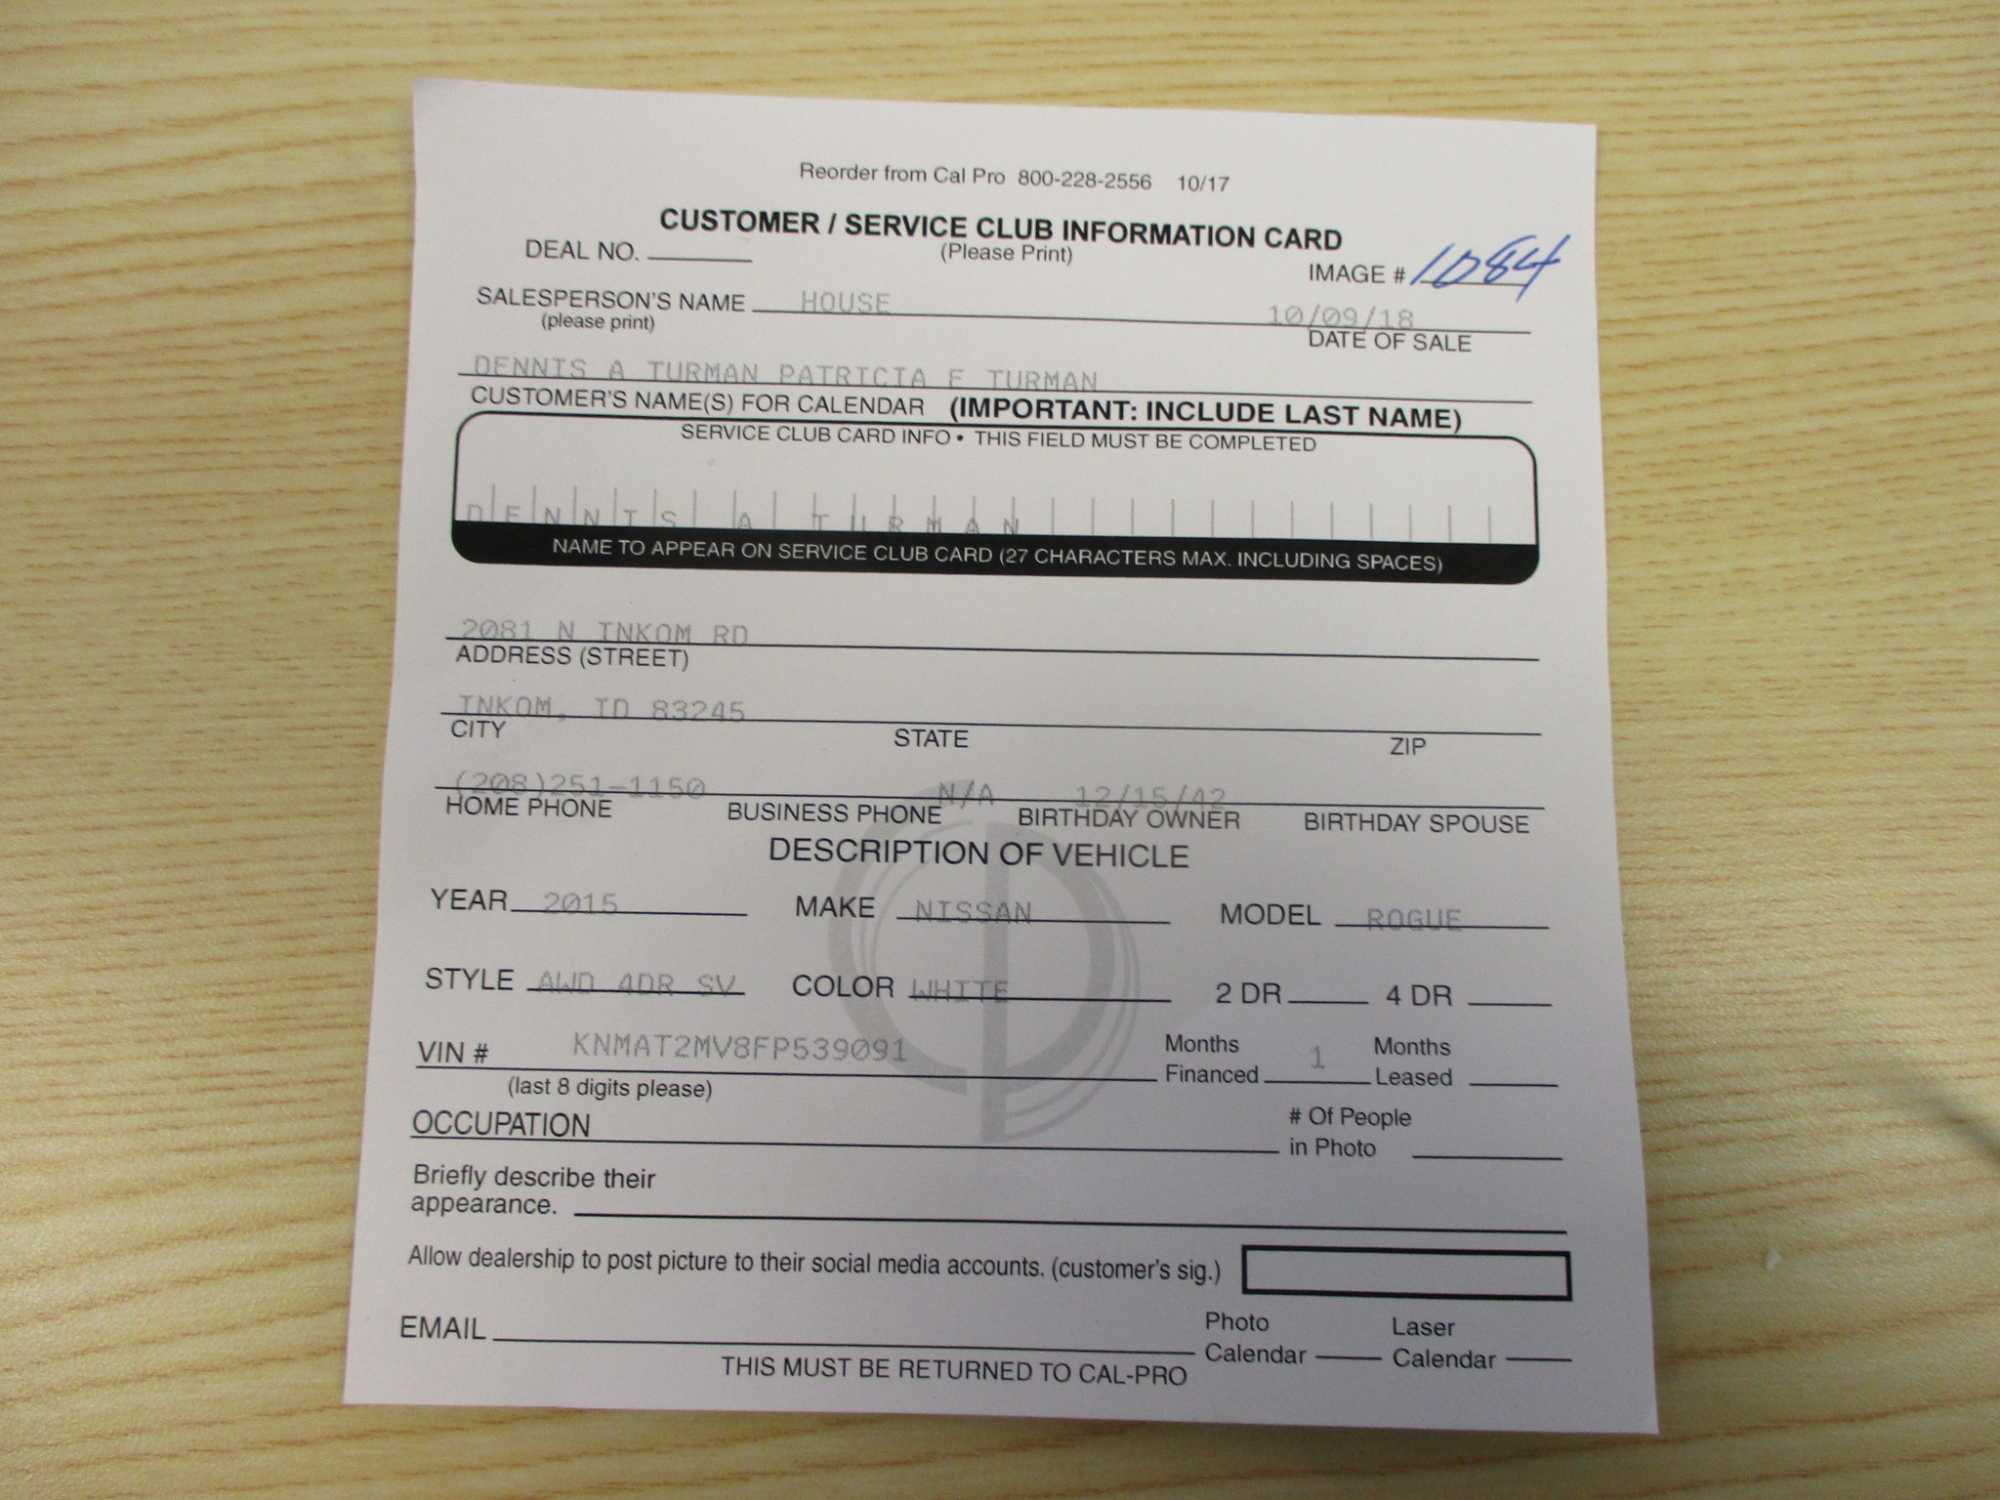 Reorder from Cal Pro 800-228-2556 10/17
CUSTOMER / SERVICE CLUB INFORMATION CARD
DEAL NO. (Please Print)
IMAGE # 1084
SALESPERSON'S NAME HOUSE 10/09/18
(please print) DATE OF SALE
DENNIS A TURMAN PATRICIA E TURMAN
CUSTOMER'S NAME(S) FOR CALENDAR (IMPORTANT: INCLUDE LAST NAME)
SERVICE CLUB CARD INFO • THIS FIELD MUST BE COMPLETED
DENNIS A TURMAN
NAME TO APPEAR ON SERVICE CLUB CARD (27 CHARACTERS MAX. INCLUDING SPACES)
2081 N INKOM RD
ADDRESS (STREET)
INKOM, ID 83245
CITY STATE ZIP
(208)251-1150 N/A 12/15/42
HOME PHONE BUSINESS PHONE BIRTHDAY OWNER BIRTHDAY SPOUSE
DESCRIPTION OF VEHICLE
YEAR 2015 MAKE NISSAN MODEL ROGUE
STYLE AWD 4DR SV COLOR WHITE 2 DR 4 DR
VIN # KNMAT2MV8FP539091 Months Financed 1 Months Leased
(last 8 digits please)
OCCUPATION # Of People in Photo
Briefly describe their
appearance.
Allow dealership to post picture to their social media accounts. (customer's sig.)
EMAIL Photo Calendar Laser Calendar
THIS MUST BE RETURNED TO CAL-PRO